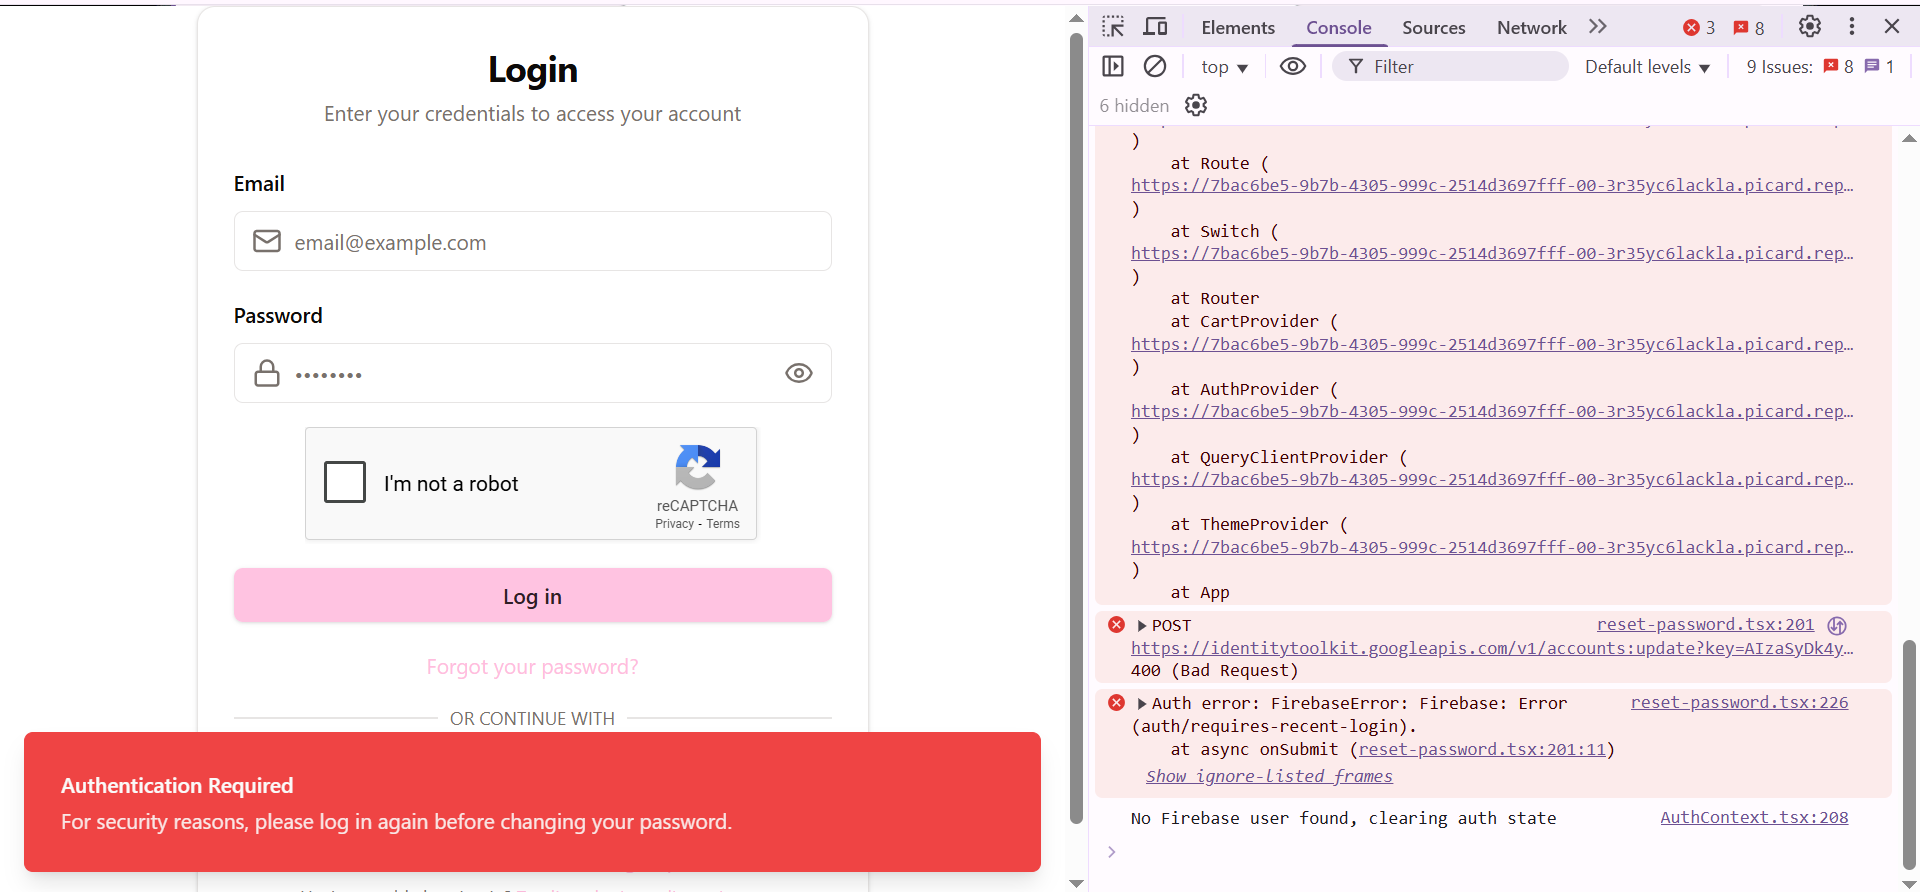 Login
Enter your credentials to access your account
Email
email@example.com
Password
••••••••
I'm not a robot
reCAPTCHA
Privacy - Terms
Log in
Forgot your password?
OR CONTINUE WITH
Authentication Required
For security reasons, please log in again before changing your password.
Elements Console Sources Network 3 8
top Filter Default levels 9 Issues: 8 1
6 hidden
)
at Route (
https://7bac6be5-9b7b-4305-999c-2514d3697fff-00-3r35yc6lackla.picard.rep…
)
at Switch (
https://7bac6be5-9b7b-4305-999c-2514d3697fff-00-3r35yc6lackla.picard.rep…
)
at Router
at CartProvider (
https://7bac6be5-9b7b-4305-999c-2514d3697fff-00-3r35yc6lackla.picard.rep…
)
at AuthProvider (
https://7bac6be5-9b7b-4305-999c-2514d3697fff-00-3r35yc6lackla.picard.rep…
)
at QueryClientProvider (
https://7bac6be5-9b7b-4305-999c-2514d3697fff-00-3r35yc6lackla.picard.rep…
)
at ThemeProvider (
https://7bac6be5-9b7b-4305-999c-2514d3697fff-00-3r35yc6lackla.picard.rep…
)
at App
POST reset-password.tsx:201
https://identitytoolkit.googleapis.com/v1/accounts:update?key=AIzaSyDk4y…
400 (Bad Request)
Auth error: FirebaseError: Firebase: Error reset-password.tsx:226
(auth/requires-recent-login).
at async onSubmit (reset-password.tsx:201:11)
Show ignore-listed frames
No Firebase user found, clearing auth state AuthContext.tsx:208